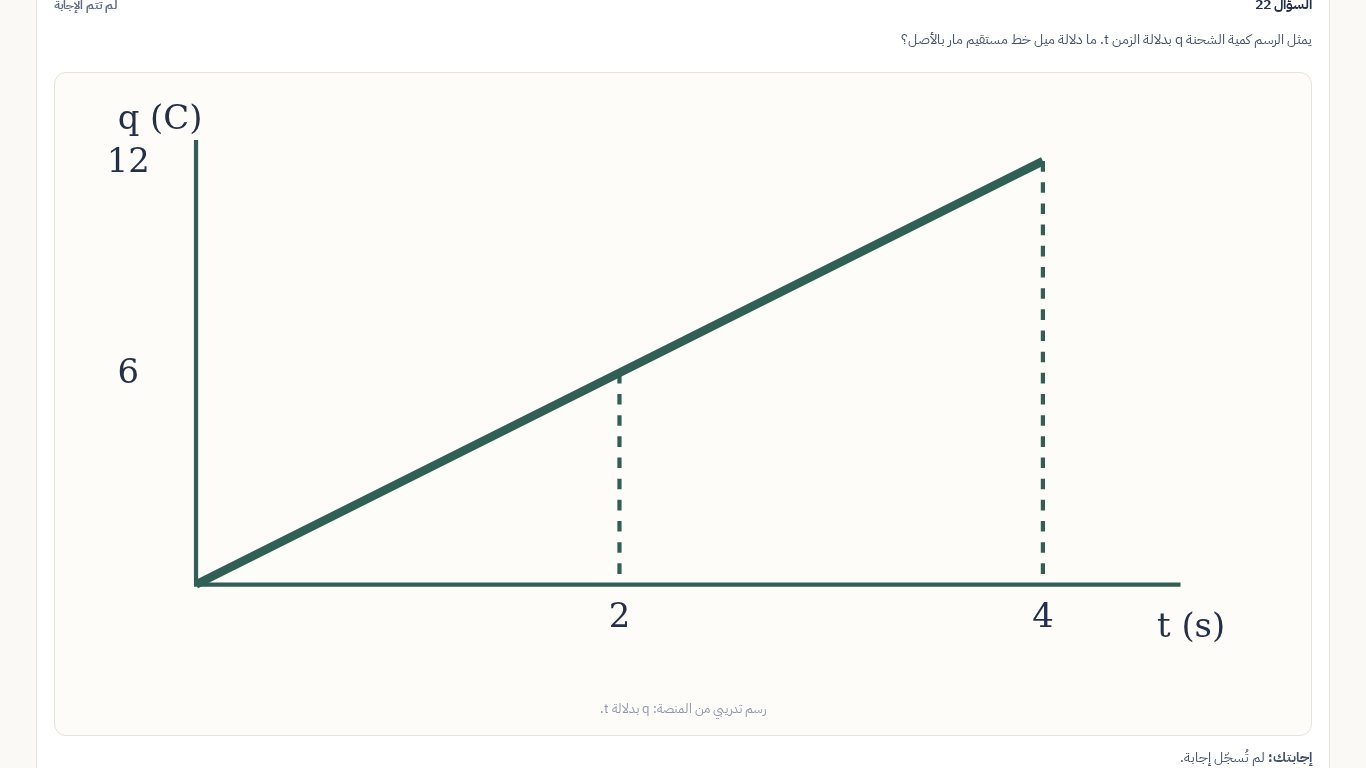 السؤال 22
لم تتم الإجابة
يمثل الرسم كمية الشحنة q بدلالة الزمن t. ما دلالة ميل خط مستقيم مار بالأصل؟
q (C)
12
6
2
4
t (s)
رسم تدريبي من المنصة: q بدلالة t.
إجابتك: لم تُسجّل إجابة.